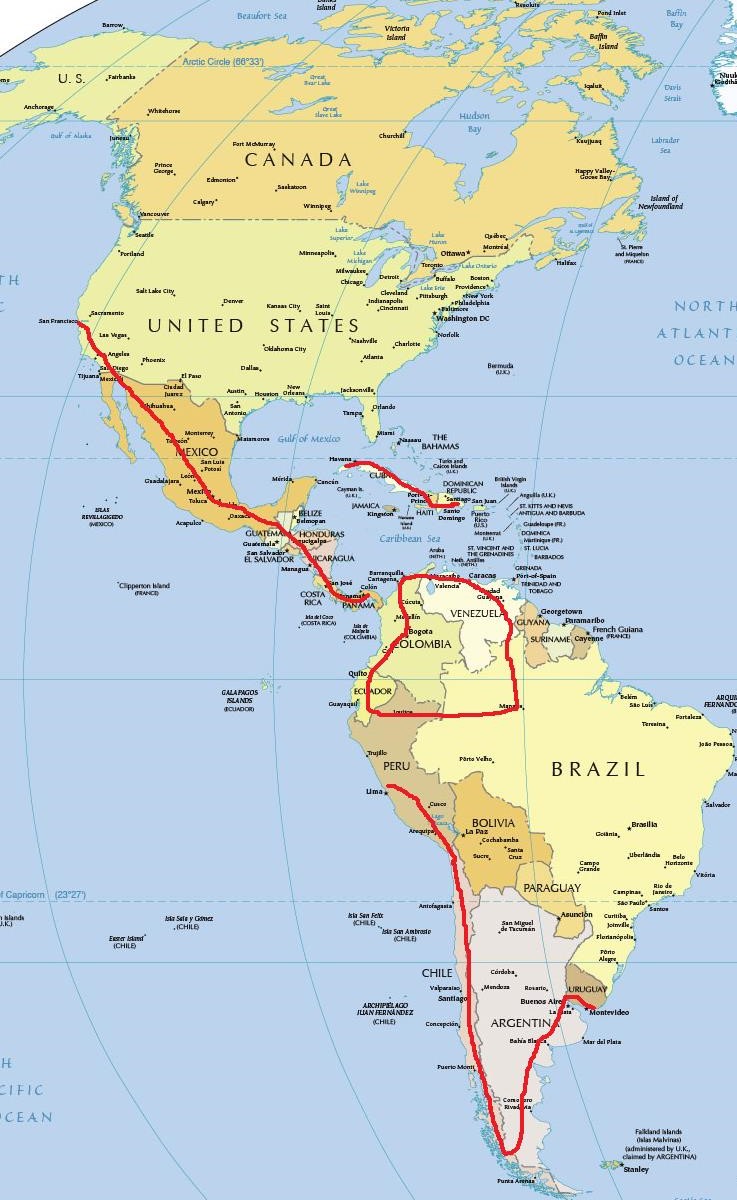 Beaufort Sea
Resolute
Pond Inlet
Baffin
Bay
Barrow
Victoria
Island
Baffin
Island
Arctic Circle (66°33')
U.S.
Fairbanks
Great
Bear Lake
Iqaluit
Davis
Strait
Nuuk
Anchorage
Whitehorse
Great
Slave Lake
Gulf of Alaska
Juneau
Hudson
Bay
Labrador
Sea
Churchill
Kuujjuaq
Fort McMurray
CANADA
Prince
George
Edmonton
Saskatoon
Happy Valley-
Goose Bay
Calgary
Lake
Winnipeg
Winnipeg
Island of
Newfoundland
Vancouver
Seattle
Portland
Lake
Superior
Lake
Huron
Québec
Ottawa
Montréal
St. Pierre
and Miquelon
(FRANCE)
Halifax
Minneapolis
Lake
Michigan
Toronto
Lake Ontario
Milwaukee
Chicago
Detroit
Buffalo
Boston
Providence
Lake Erie
Cleveland
Salt Lake City
Denver
Kansas City
Saint
Louis
Indianapolis
Cincinnati
Pittsburgh
New York
Philadelphia
Baltimore
Washington DC
Sacramento
San Francisco
UNITED STATES
Las Vegas
Nashville
Charlotte
Norfolk
NORTH
ATLANTIC
OCEAN
Angeles
Phoenix
Oklahoma City
Atlanta
San Diego
Tijuana
Mexicali
El Paso
Dallas
Bermuda
(U.K.)
Ciudad
Juárez
Austin
Houston
New
Orleans
Jacksonville
Chihuahua
San
Antonio
Tampa
Orlando
Monterrey
Torreón
Matamoros
Gulf of Mexico
Miami
Nassau
THE
BAHAMAS
MEXICO
San Luis
Potosí
Havana
CUBA
Turks and
Caicos Islands
(U.K.)
León
Guadalajara
Mérida
Cancún
Cayman Is.
(U.K.)
DOMINICAN
REPUBLIC
British Virgin
Islands
(U.K.)
Anguilla (U.K.)
Mexico
Toluca
Santiago
San Juan
ST. KITTS AND NEVIS
ANTIGUA AND BARBUDA
ISLAS
REVILLAGIGEDO
(MEXICO)
Acapulco
Oaxaca
BELIZE
Belmopan
JAMAICA
Kingston
HAITI
Santo
Domingo
Puerto
Rico
(U.S.)
Montserrat
(U.K.)
Guadeloupe (FR.)
DOMINICA
Martinique (FR.)
ST. LUCIA
BARBADOS
GUATEMALA
Guatemala
HONDURAS
Tegucigalpa
Caribbean Sea
San Salvador
EL SALVADOR
NICARAGUA
Managua
Aruba
(NETH.)
Neth. Antilles
(NETH.)
ST. VINCENT AND
THE GRENADINES
GRENADA
Port-of-Spain
TRINIDAD AND
TOBAGO
Clipperton Island
(FRANCE)
San José
COSTA
RICA
Colón
Panama
PANAMA
Barranquilla
Cartagena
Maracaibo
Caracas
Valencia
Ciudad
Guayana
Isla del Coco
(COSTA RICA)
Isla de
Malpelo
(COLOMBIA)
Cúcuta
Medellín
VENEZUELA
Georgetown
Paramaribo
French Guiana
(FRANCE)
GUYANA
SURINAME
Cayenne
Bogota
COLOMBIA
Cali
GALAPAGOS
ISLANDS
(ECUADOR)
Quito
ECUADOR
Guayaquil
Iquitos
Manaus
Belém
São Luís
Fortaleza
Teresina
Trujillo
PERU
Pôrto Velho
BRAZIL
João Pessoa
Lima
Cusco
Salvador
Arequipa
La Paz
BOLIVIA
Cochabamba
Santa
Cruz
Sucre
Brasilia
Goiânia
Uberlândia
Belo
Horizonte
Campo
Grande
Vitória
of Capricorn (23°27')
PARAGUAY
Campinas
Rio de
Janeiro
São Paulo
Santos
Antofagasta
Asunción
Curitiba
Joinville
Florianópolis
Isla Sala y Gómez
(CHILE)
Easter Island
(CHILE)
Isla San Felix
(CHILE)
Isla San Ambrosio
(CHILE)
San Miguel
de Tucumán
Pôrto
Alegre
CHILE
Córdoba
Valparaíso
Santiago
Mendoza
Rosario
URUGUAY
ARCHIPIÉLAGO
JUAN FERNÁNDEZ
(CHILE)
Buenos Aires
La Plata
Montevideo
Concepción
ARGENTINA
Bahía Blanca
Mar del Plata
Puerto Montt
Comodoro
Rivadavia
Falkland Islands
(Islas Malvinas)
(administered by U.K.,
claimed by ARGENTINA)
Stanley
Punta Arenas